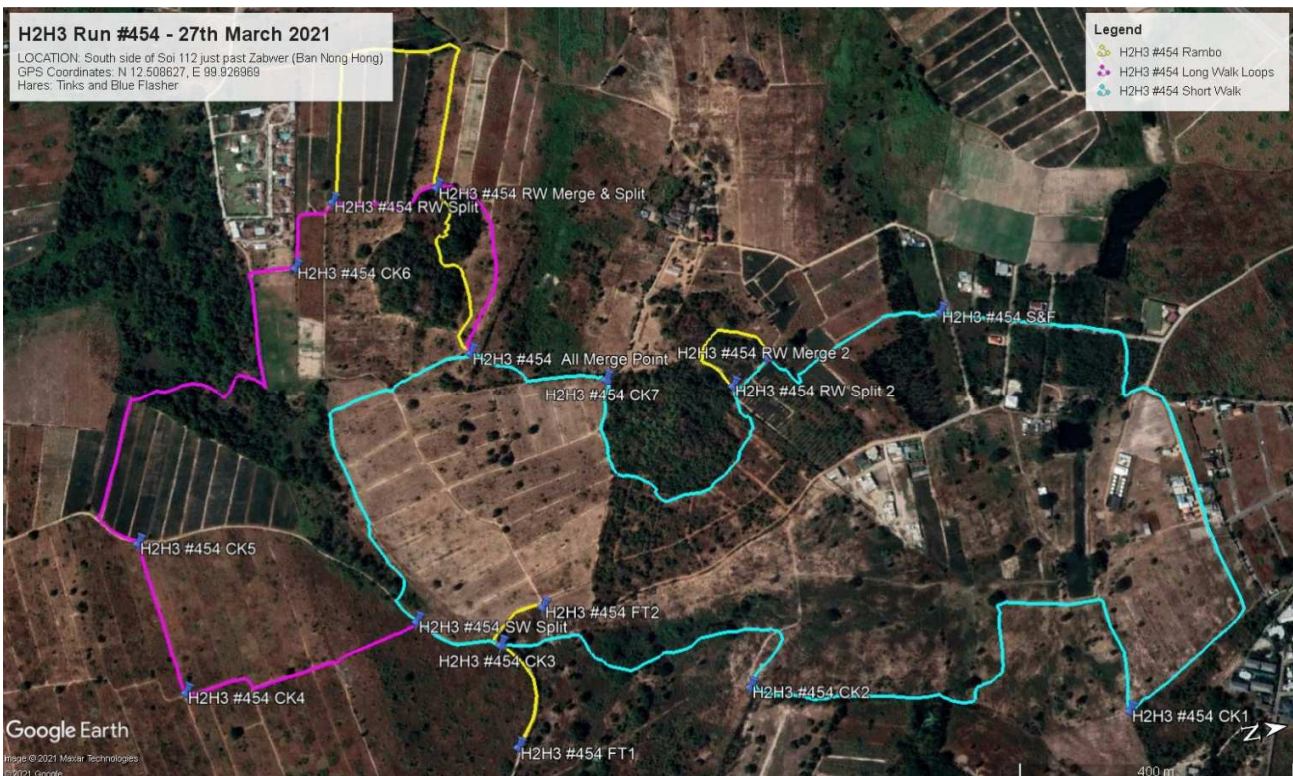 H2H3 Run #454 - 27th March 2021
LOCATION: South side of Soi 112 just past Zabwer (Ban Nong Hong)
GPS Coordinates: N 12.508627, E 99.926969
Hares: Tinks and Blue Flasher
Legend
H2H3 #454 Rambo
H2H3 #454 Long Walk Loops
H2H3 #454 Short Walk
H2H3 #454 RW Merge & Split
H2H3 #454 RW Split
H2H3 #454 CK6
H2H3 #454 S&F
H2H3 #454 RW Merge 2
H2H3 #454 All Merge Point
H2H3 #454 CK7
H2H3 #454 RW Split 2
H2H3 #454 CK5
H2H3 #454 FT2
H2H3 #454 SW Split
H2H3 #454 CK3
H2H3 #454 CK2
H2H3 #454 CK4
H2H3 #454 CK1
H2H3 #454 FT1
Google Earth
Image © 2021 Maxar Technologies
©2021 Google
N
400 m